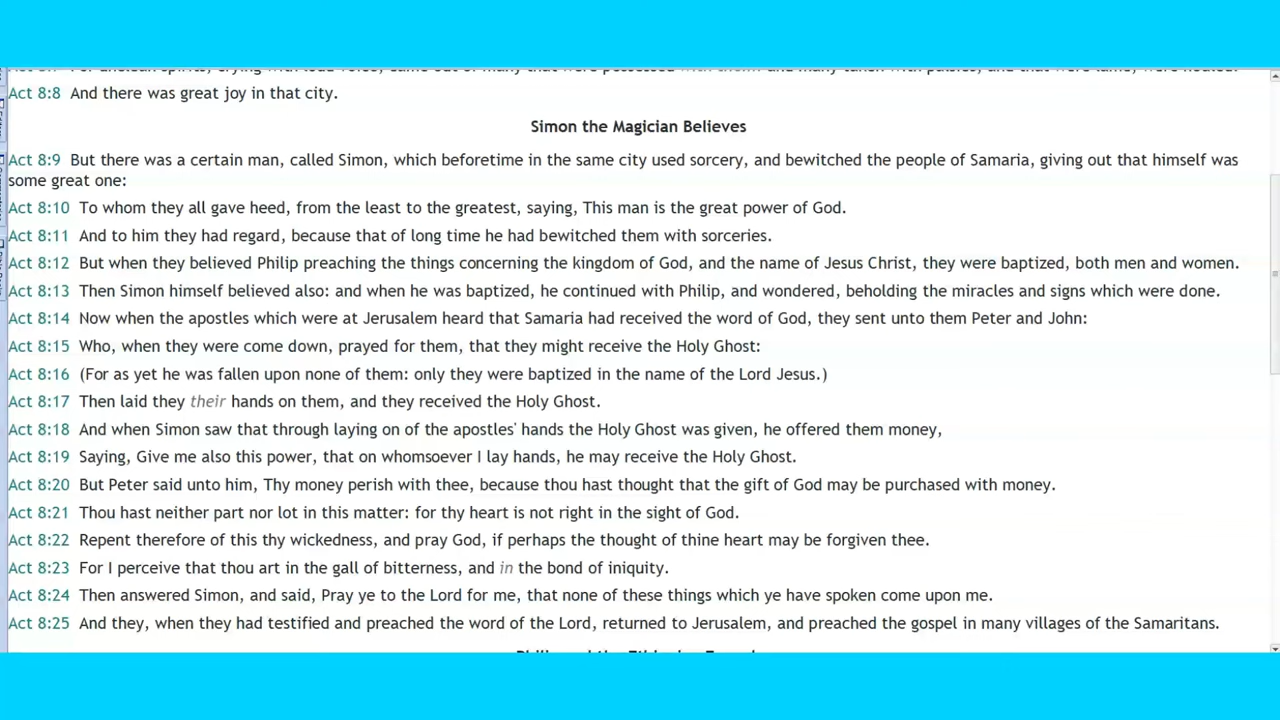 Act 8:8 And there was great joy in that city.
Simon the Magician Believes
Act 8:9 But there was a certain man, called Simon, which beforetime in the same city used sorcery, and bewitched the people of Samaria, giving out that himself was
some great one:
Act 8:10 To whom they all gave heed, from the least to the greatest, saying, This man is the great power of God.
Act 8:11 And to him they had regard, because that of long time he had bewitched them with sorceries.
Act 8:12 But when they believed Philip preaching the things concerning the kingdom of God, and the name of Jesus Christ, they were baptized, both men and women.
Act 8:13 Then Simon himself believed also: and when he was baptized, he continued with Philip, and wondered, beholding the miracles and signs which were done.
Act 8:14 Now when the apostles which were at Jerusalem heard that Samaria had received the word of God, they sent unto them Peter and John:
Act 8:15 Who, when they were come down, prayed for them, that they might receive the Holy Ghost:
Act 8:16 (For as yet he was fallen upon none of them: only they were baptized in the name of the Lord Jesus.)
Act 8:17 Then laid they their hands on them, and they received the Holy Ghost.
Act 8:18 And when Simon saw that through laying on of the apostles' hands the Holy Ghost was given, he offered them money,
Act 8:19 Saying, Give me also this power, that on whomsoever I lay hands, he may receive the Holy Ghost.
Act 8:20 But Peter said unto him, Thy money perish with thee, because thou hast thought that the gift of God may be purchased with money.
Act 8:21 Thou hast neither part nor lot in this matter: for thy heart is not right in the sight of God.
Act 8:22 Repent therefore of this thy wickedness, and pray God, if perhaps the thought of thine heart may be forgiven thee.
Act 8:23 For I perceive that thou art in the gall of bitterness, and in the bond of iniquity.
Act 8:24 Then answered Simon, and said, Pray ye to the Lord for me, that none of these things which ye have spoken come upon me.
Act 8:25 And they, when they had testified and preached the word of the Lord, returned to Jerusalem, and preached the gospel in many villages of the Samaritans.